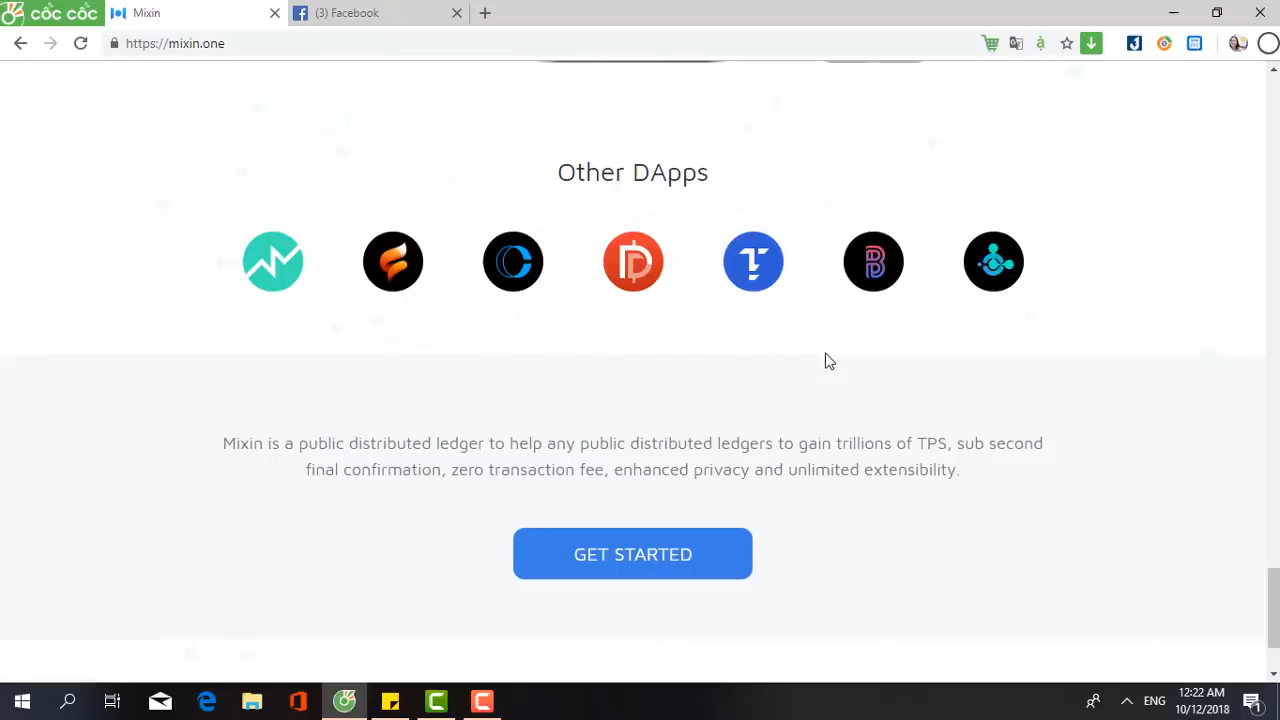 cốc cốc
Mixin
(3) Facebook
https://mixin.one
Other DApps
Mixin is a public distributed ledger to help any public distributed ledgers to gain trillions of TPS, sub second
final confirmation, zero transaction fee, enhanced privacy and unlimited extensibility.
GET STARTED
ENG
12:22 AM
10/12/2018
1